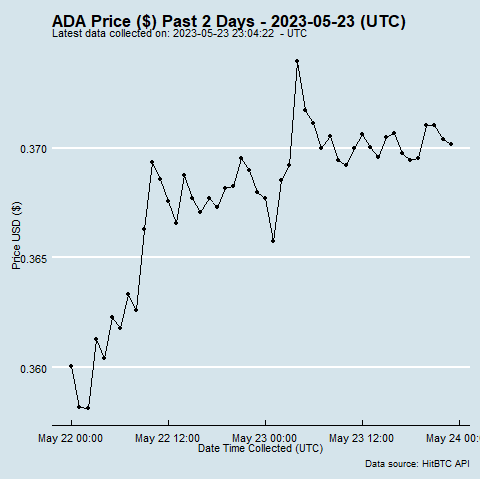 ADA Price ($) Past 2 Days - 2023-05-23 (UTC)
Latest data collected on: 2023-05-23 23:04:22 - UTC
0.370
0.365
0.360
Price USD ($)
May 22 00:00 May 22 12:00 May 23 00:00 May 23 12:00 May 24 00:
Date Time Collected (UTC)
Data source: HitBTC API